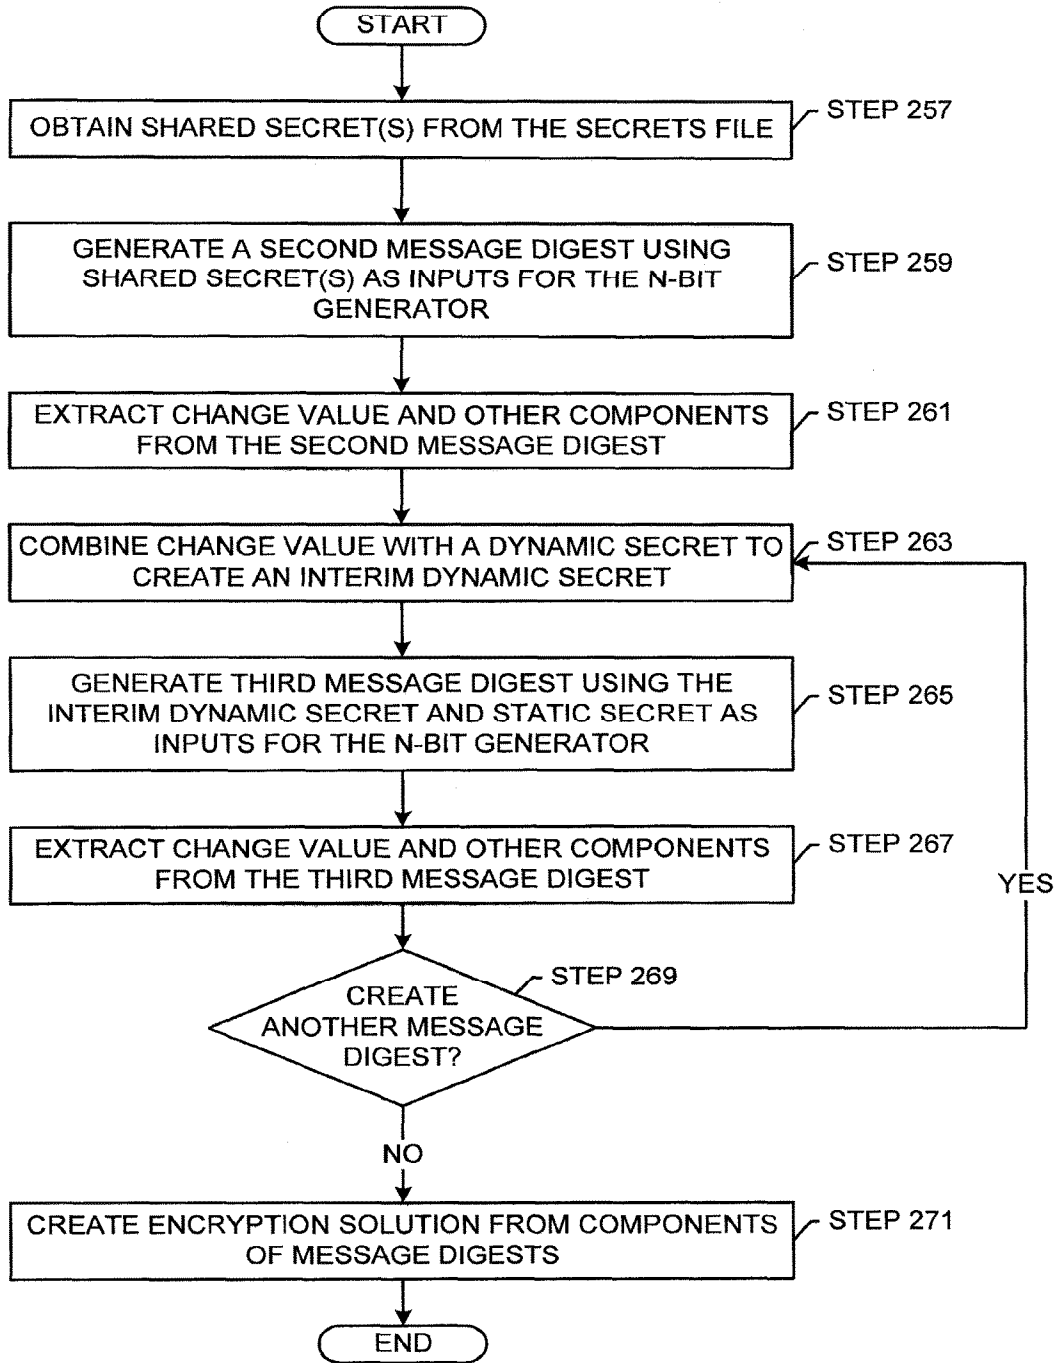 START
OBTAIN SHARED SECRET(S) FROM THE SECRETS FILE
STEP 257
GENERATE A SECOND MESSAGE DIGEST USING
SHARED SECRET(S) AS INPUTS FOR THE N-BIT
GENERATOR
STEP 259
EXTRACT CHANGE VALUE AND OTHER COMPONENTS
FROM THE SECOND MESSAGE DIGEST
STEP 261
COMBINE CHANGE VALUE WITH A DYNAMIC SECRET TO
CREATE AN INTERIM DYNAMIC SECRET
STEP 263
GENERATE THIRD MESSAGE DIGEST USING THE
INTERIM DYNAMIC SECRET AND STATIC SECRET AS
INPUTS FOR THE N-BIT GENERATOR
STEP 265
EXTRACT CHANGE VALUE AND OTHER COMPONENTS
FROM THE THIRD MESSAGE DIGEST
STEP 267
YES
STEP 269
CREATE
ANOTHER MESSAGE
DIGEST?
NO
CREATE ENCRYPTION SOLUTION FROM COMPONENTS
OF MESSAGE DIGESTS
STEP 271
END